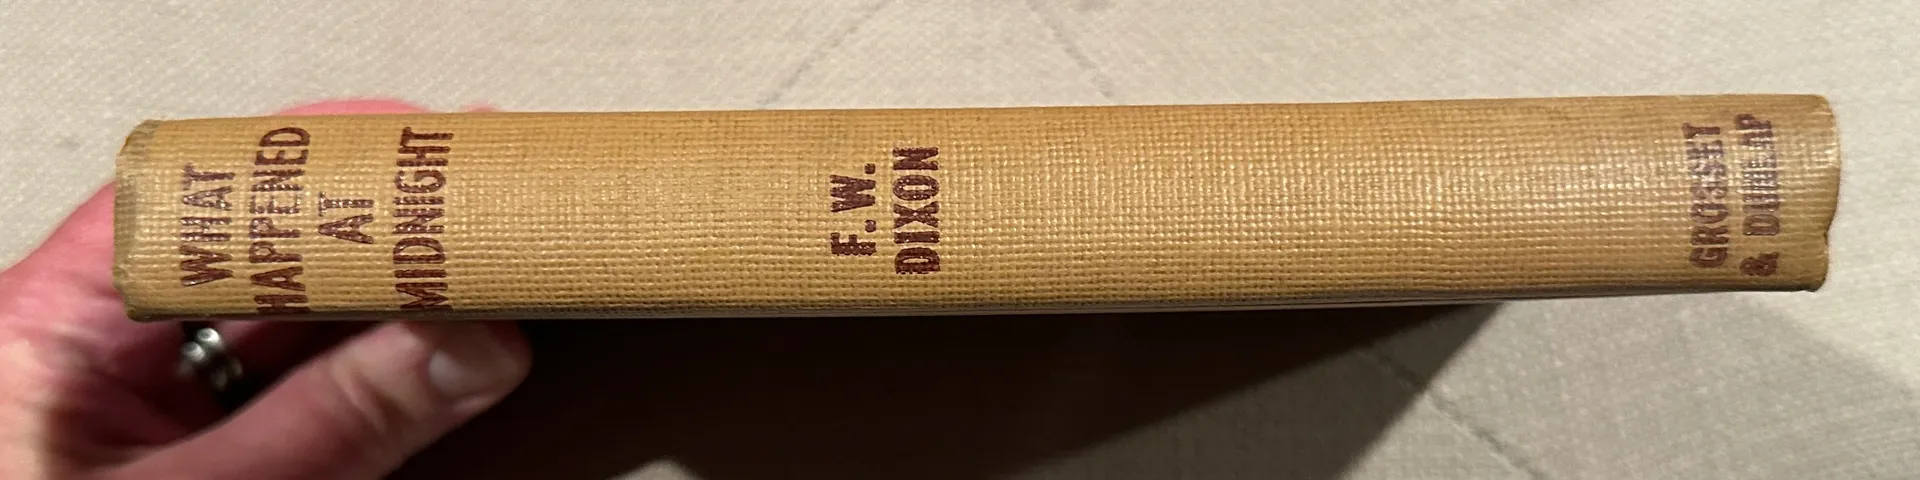 WHAT
HAPPENED
AT
MIDNIGHT
F.W.
DIXON
GROSSET
& DUNLAP